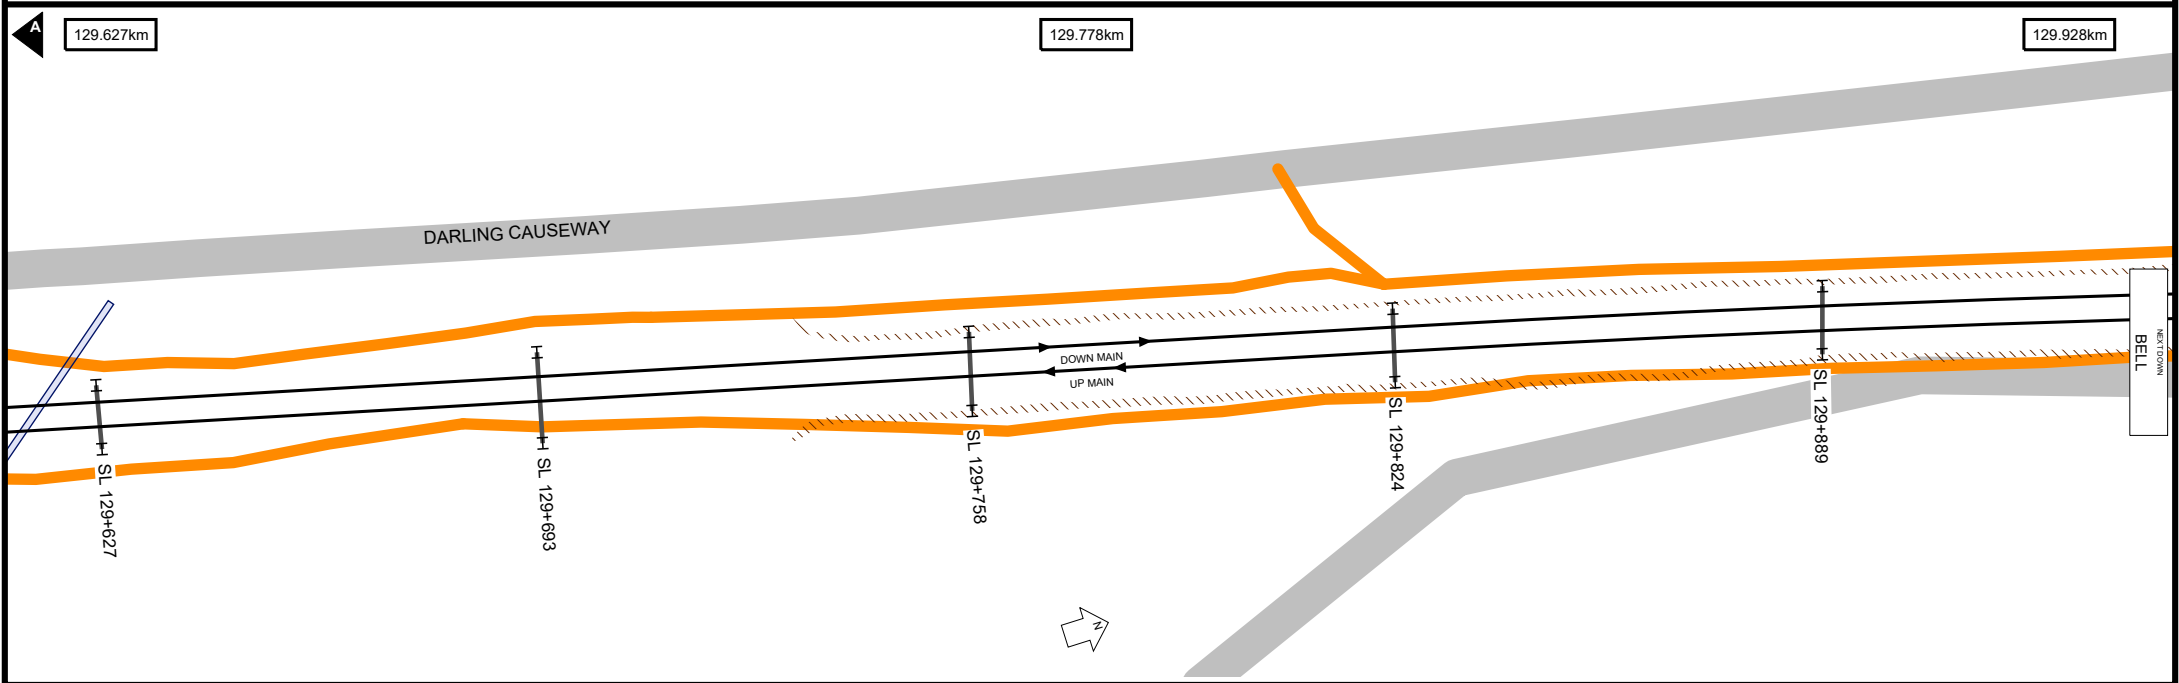 A
129.627km
129.778km
129.928km
DARLING CAUSEWAY
DOWN MAIN
UP MAIN
SL 129+627
SL 129+693
SL 129+758
SL 129+824
SL 129+889
NEXT DOWN
BELL
N